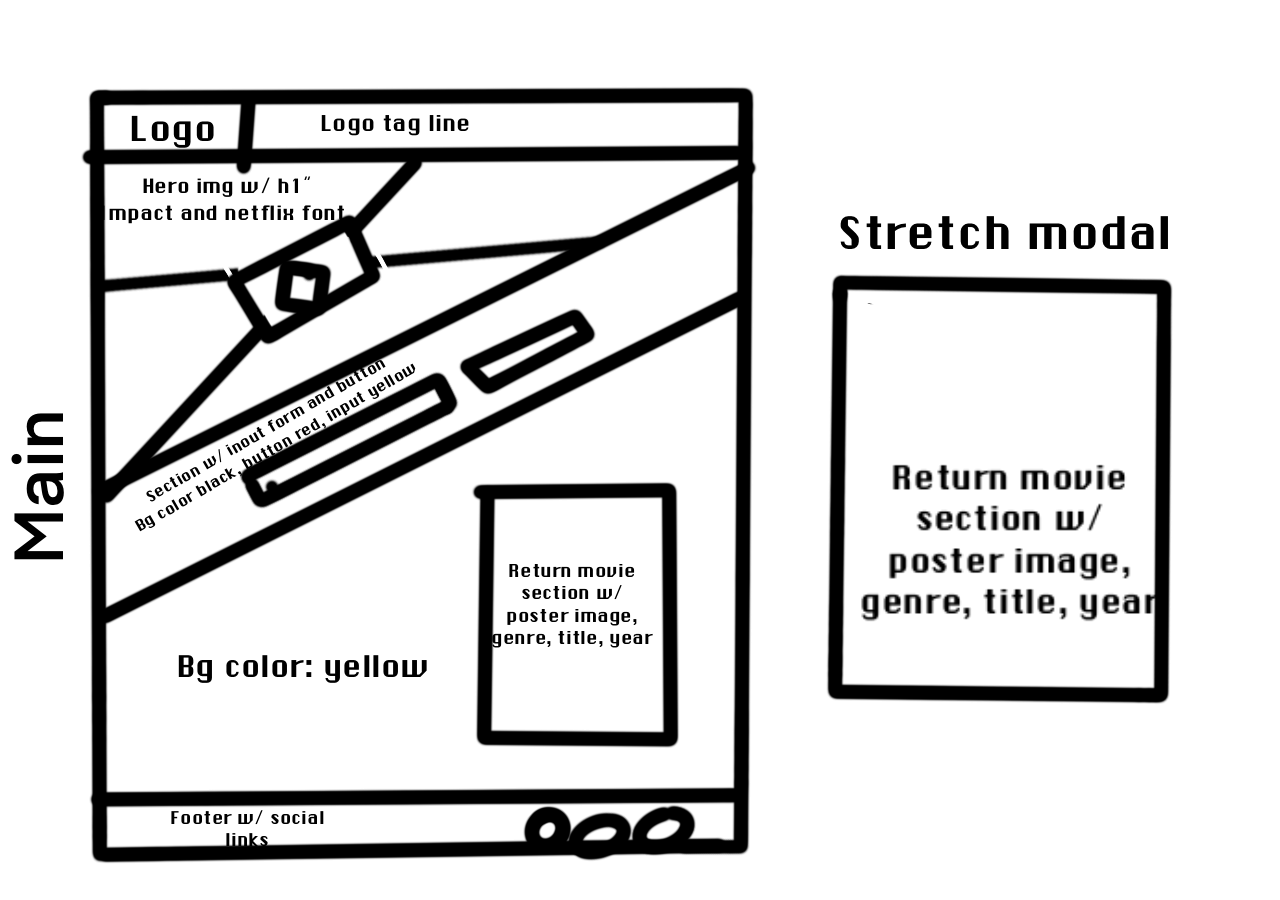 Logo
Logo tag line
Hero img w/ h1"
mpact and netflix font
Section w/ inout form and button
Bg color black, button red, input yellow
Return movie
section w/
poster image,
genre, title, year
Bg color: yellow
Footer w/ social
links
Main
Stretch modal
Return movie
section w/
poster image,
genre, title, year